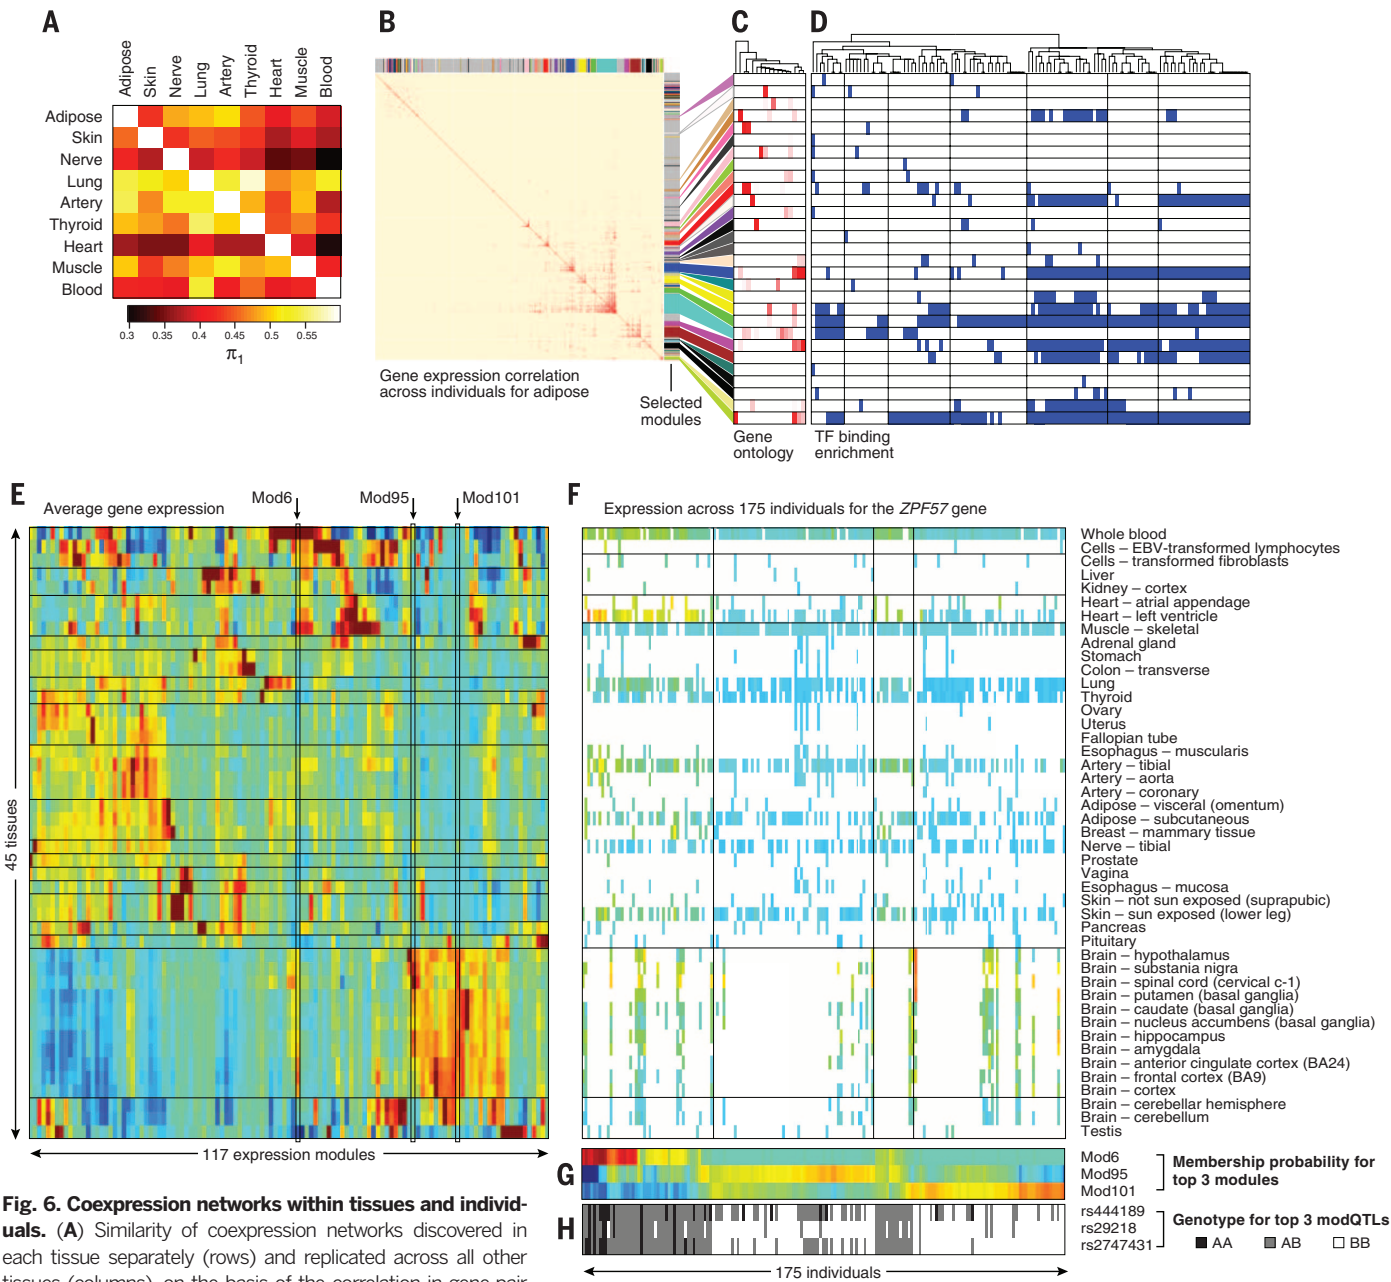 A
Adipose
Skin
Nerve
Lung
Artery
Thyroid
Heart
Muscle
Blood
Adipose
Skin
Nerve
Lung
Artery
Thyroid
Heart
Muscle
Blood
0.3 0.35 0.4 0.45 0.5 0.55
π1
B
Gene expression correlation
across individuals for adipose
Selected
modules
C
Gene
ontology
D
TF binding
enrichment
E
Average gene expression
Mod6
Mod95
Mod101
45 tissues
117 expression modules
F
Expression across 175 individuals for the ZPF57 gene
Whole blood
Cells – EBV-transformed lymphocytes
Cells – transformed fibroblasts
Liver
Kidney – cortex
Heart – atrial appendage
Heart – left ventricle
Muscle – skeletal
Adrenal gland
Stomach
Colon – transverse
Lung
Thyroid
Ovary
Uterus
Fallopian tube
Esophagus – muscularis
Artery – tibial
Artery – aorta
Artery – coronary
Adipose – visceral (omentum)
Adipose – subcutaneous
Breast – mammary tissue
Nerve – tibial
Prostate
Vagina
Esophagus – mucosa
Skin – not sun exposed (suprapubic)
Skin – sun exposed (lower leg)
Pancreas
Pituitary
Brain – hypothalamus
Brain – substania nigra
Brain – spinal cord (cervical c-1)
Brain – putamen (basal ganglia)
Brain – caudate (basal ganglia)
Brain – nucleus accumbens (basal ganglia)
Brain – hippocampus
Brain – amygdala
Brain – anterior cingulate cortex (BA24)
Brain – frontal cortex (BA9)
Brain – cortex
Brain – cerebellar hemisphere
Brain – cerebellum
Testis
G
Mod6
Mod95
Mod101
Membership probability for
top 3 modules
H
rs444189
rs29218
rs2747431
Genotype for top 3 modQTLs
AA AB BB
175 individuals
Fig. 6. Coexpression networks within tissues and individ-
uals. (A) Similarity of coexpression networks discovered in
each tissue separately (rows) and replicated across all other
tissues (columns), on the basis of the correlation in gene pair